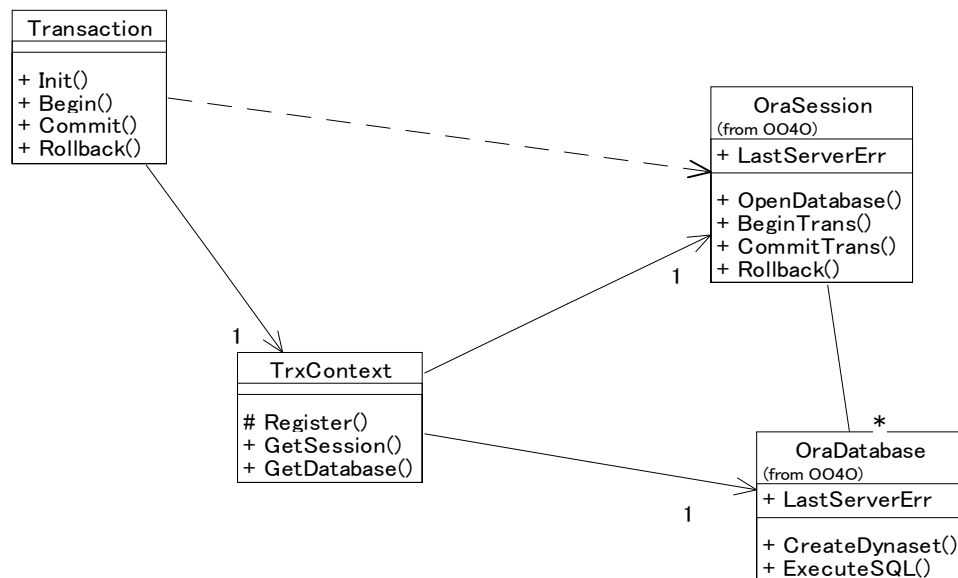 Transaction
+ Init()
+ Begin()
+ Commit()
+ Rollback()
OraSession
(from OO4O)
+ LastServerErr
+ OpenDatabase()
+ BeginTrans()
+ CommitTrans()
+ Rollback()
1
1
TrxContext
# Register()
+ GetSession()
+ GetDatabase()
*
OraDatabase
(from OO4O)
+ LastServerErr
+ CreateDynaset()
+ ExecuteSQL()
1